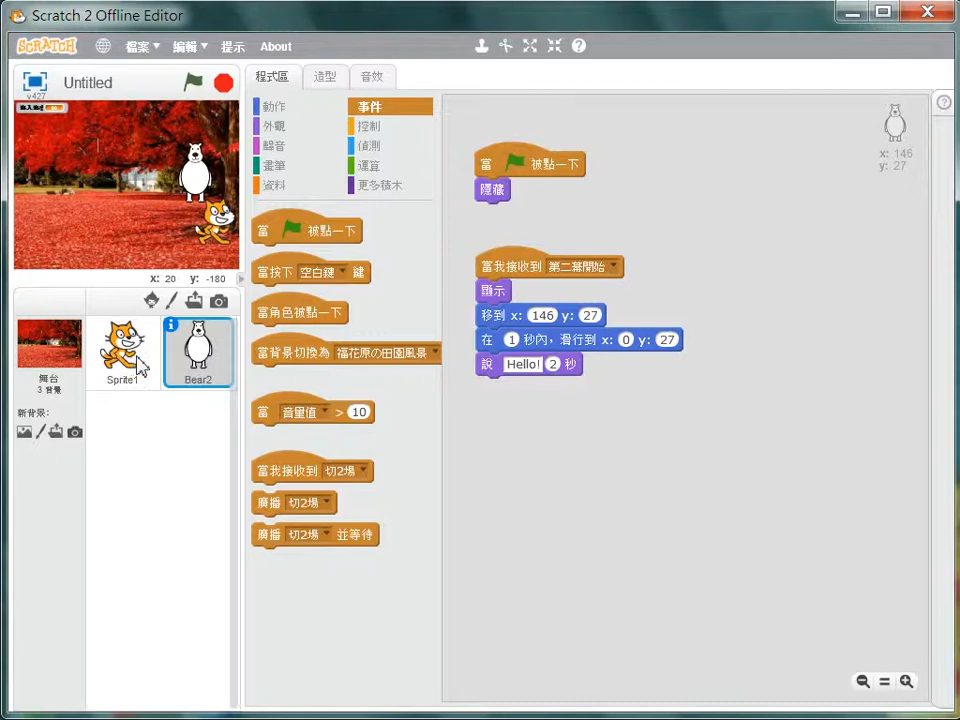 Scratch 2 Offline Editor
SCRATCH 檔案 編輯 提示 About
v427 Untitled
程式區 造型 音效
動作 事件
外觀 控制
聲音 偵測
畫筆 運算
資料 更多積木
x: 146
y: 27
當 被點一下
隱藏
當 被點一下
當按下 空白鍵 鍵
當角色被點一下
當背景切換為 福花原の田園風景
當 音量值 > 10
當我接收到 切2場
廣播 切2場
廣播 切2場 並等待
當我接收到 第二幕開始
顯示
移到 x: 146 y: 27
在 1 秒內，滑行到 x: 0 y: 27
說 Hello! 2 秒
x: 20 y: -180
舞台
3 背景
新背景:
Sprite1
Bear2